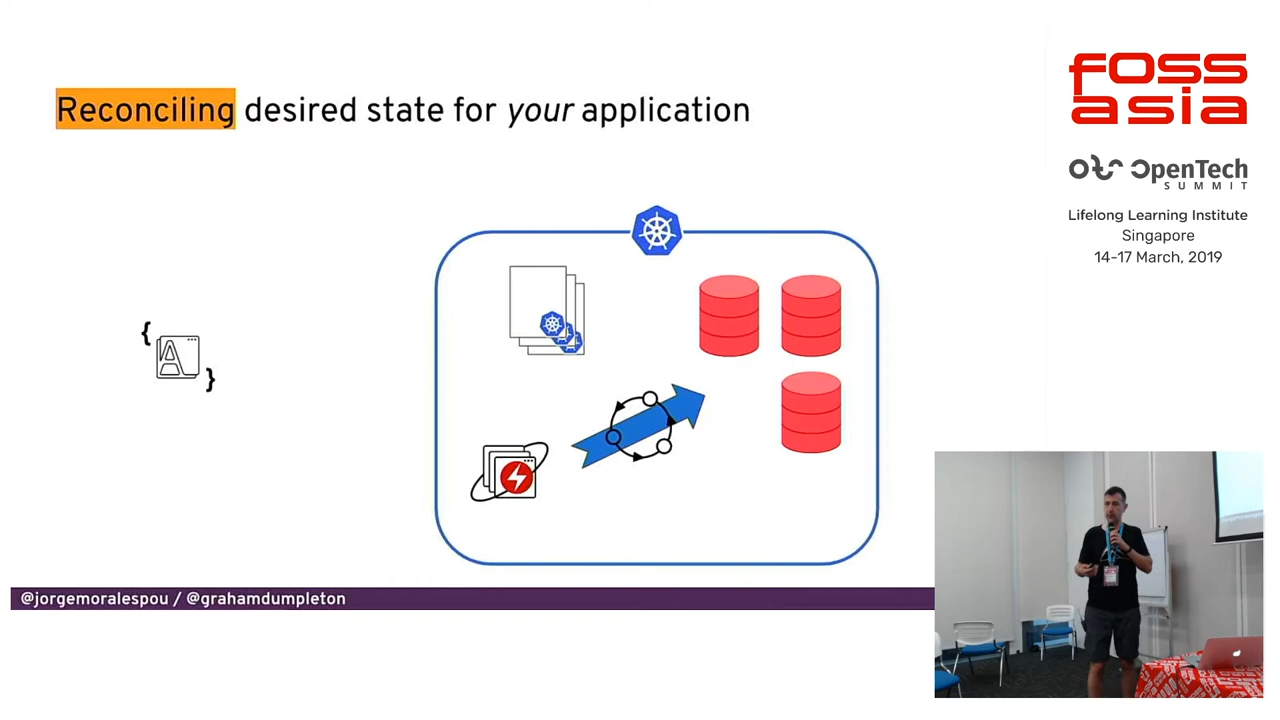 Reconciling desired state for your application
{
A
}
@jorgemoralespou / @grahamdumpleton
FOSS
asia
OpenTech
SUMMIT
Lifelong Learning Institute
Singapore
14-17 March, 2019